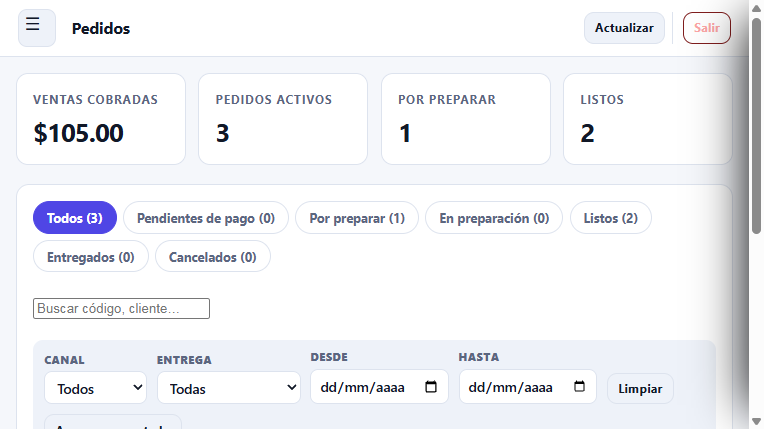 ☰ Pedidos Actualizar Salir
VENTAS COBRADAS PEDIDOS ACTIVOS POR PREPARAR LISTOS
$105.00 3 1 2
Todos (3) Pendientes de pago (0) Por preparar (1) En preparación (0) Listos (2)
Entregados (0) Cancelados (0)
Buscar código, cliente...
CANAL ENTREGA DESDE HASTA
Todos Todas dd/mm/aaaa dd/mm/aaaa Limpiar